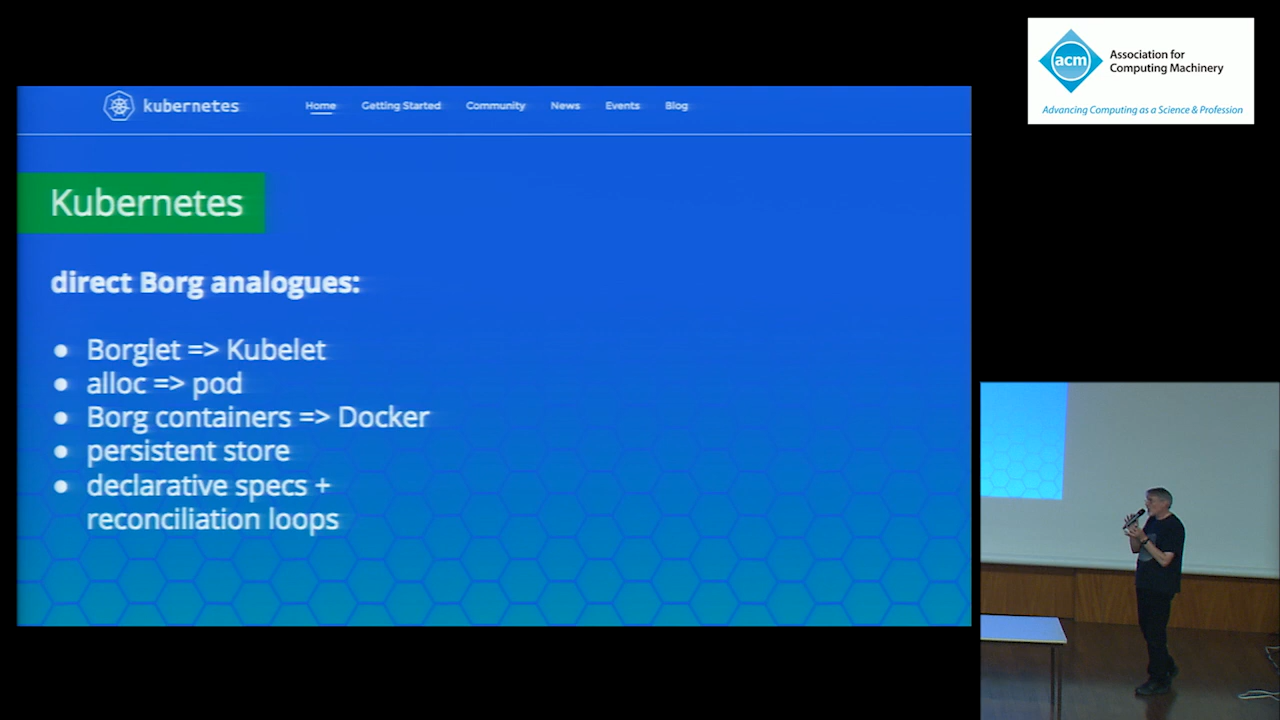 acm
Association for
Computing Machinery
Advancing Computing as a Science & Profession
kubernetes
Home Getting Started Community News Events Blog
Kubernetes
direct Borg analogues:
● Borglet => Kubelet
● alloc => pod
● Borg containers => Docker
● persistent store
● declarative specs +
reconciliation loops